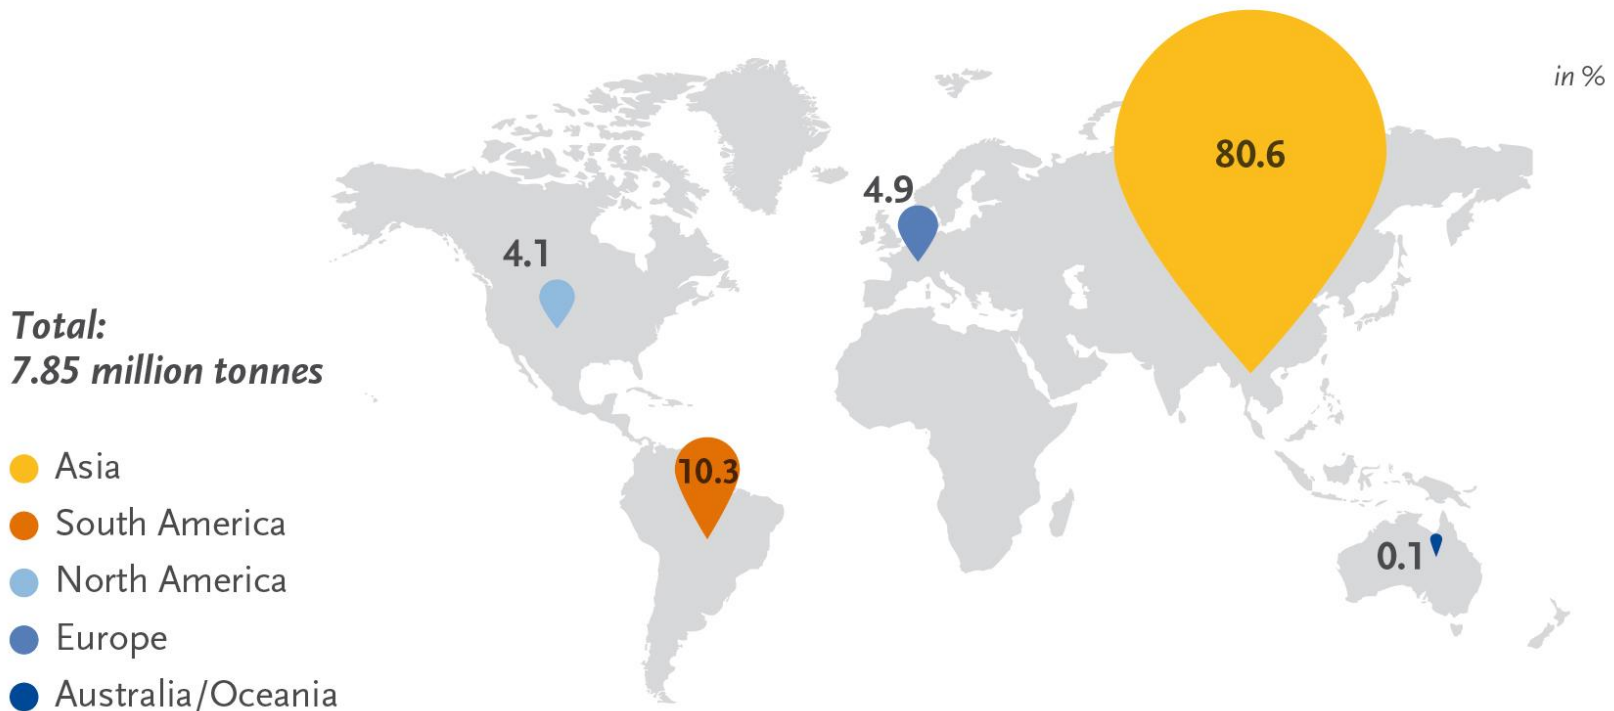 in %
80.6
4.9
4.1
Total:
7.85 million tonnes
10.3
0.1
Asia
South America
North America
Europe
Australia/Oceania